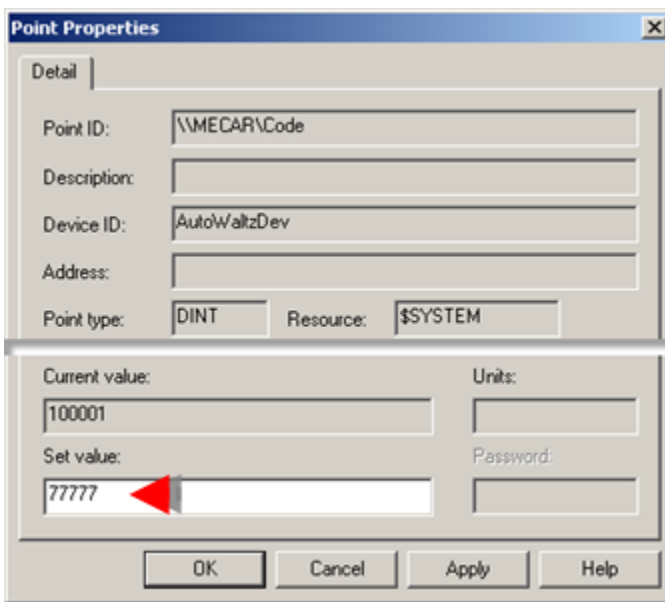 Point Properties
Detail
Point ID: \\MECAR\Code
Description:
Device ID: AutoWaltzDev
Address:
Point type: DINT Resource: $SYSTEM
Current value: Units:
100001
Set value: Password:
77777
OK Cancel Apply Help